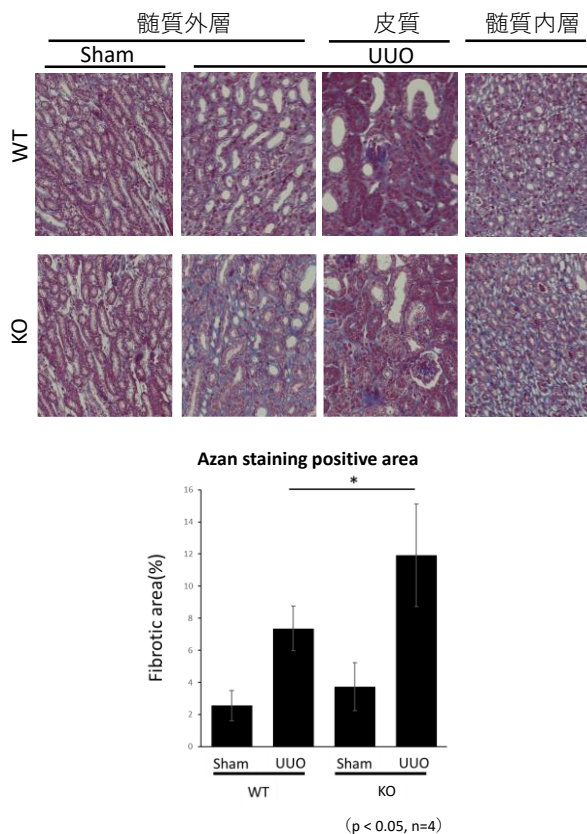 髄質外層 皮質 髄質内層
Sham UUO
WT
KO
Azan staining positive area
*
16
14
12
10
8
6
4
2
0
Fibrotic area(%)
Sham UUO Sham UUO
WT KO
(p < 0.05, n=4)